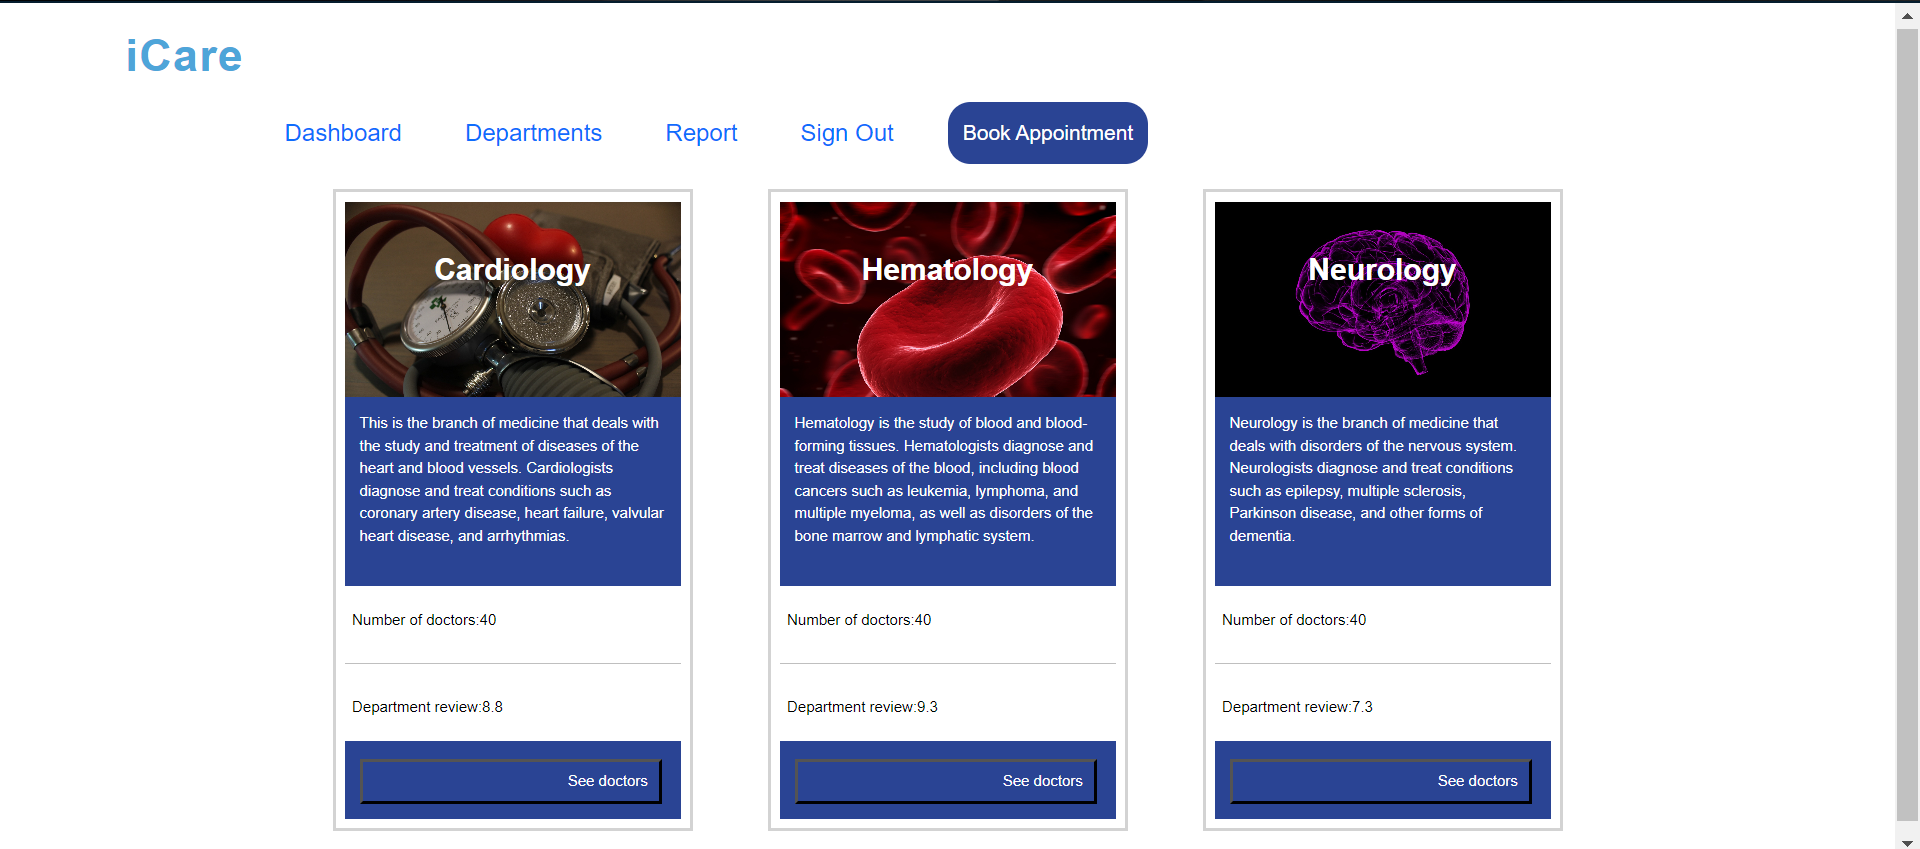 iCare
Dashboard
Departments
Report
Sign Out
Book Appointment
Cardiology
This is the branch of medicine that deals with
the study and treatment of diseases of the
heart and blood vessels. Cardiologists
diagnose and treat conditions such as
coronary artery disease, heart failure, valvular
heart disease, and arrhythmias.
Number of doctors:40
Department review:8.8
See doctors
Hematology
Hematology is the study of blood and blood-
forming tissues. Hematologists diagnose and
treat diseases of the blood, including blood
cancers such as leukemia, lymphoma, and
multiple myeloma, as well as disorders of the
bone marrow and lymphatic system.
Number of doctors:40
Department review:9.3
See doctors
Neurology
Neurology is the branch of medicine that
deals with disorders of the nervous system.
Neurologists diagnose and treat conditions
such as epilepsy, multiple sclerosis,
Parkinson disease, and other forms of
dementia.
Number of doctors:40
Department review:7.3
See doctors